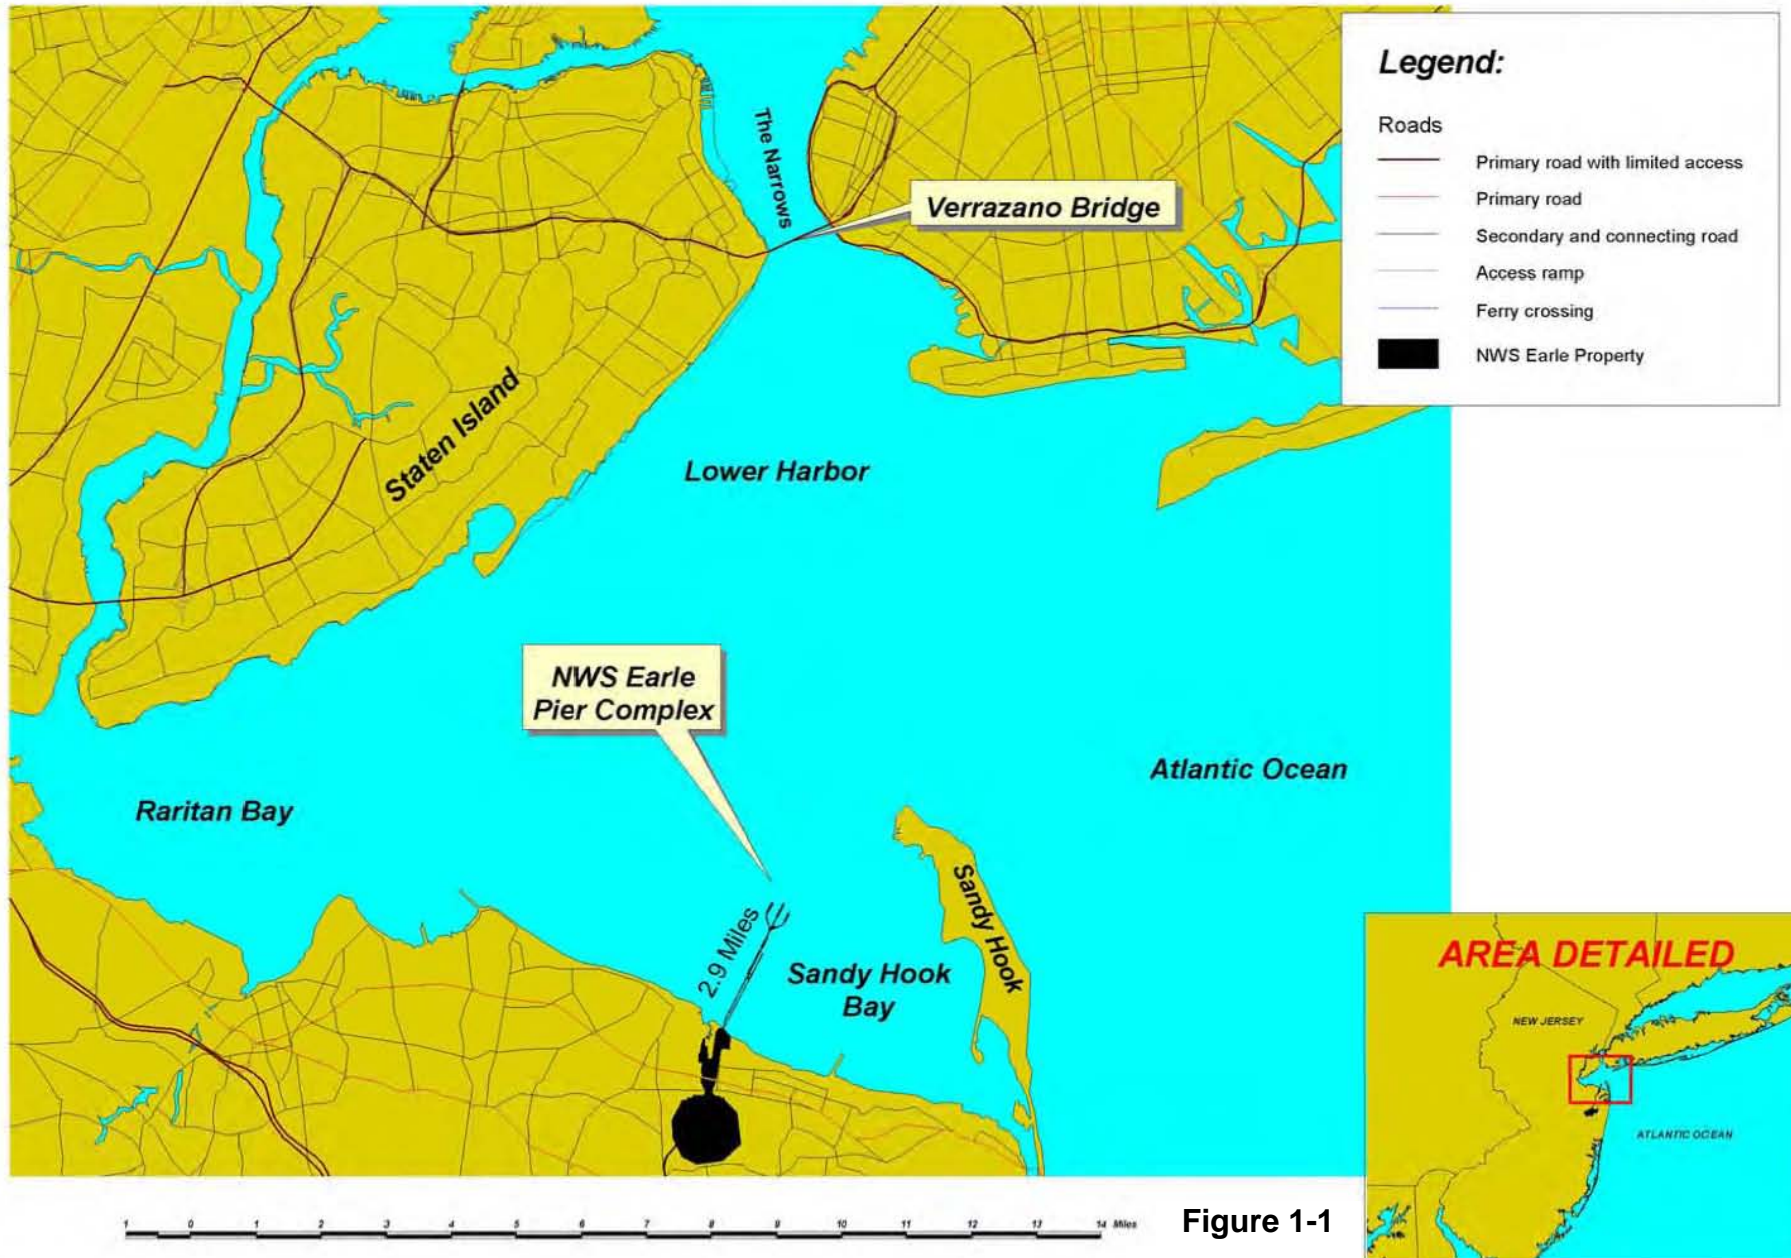 Legend:
Roads
Primary road with limited access
Primary road
Secondary and connecting road
Access ramp
Ferry crossing
NWS Earle Property
The Narrows
Verrazano Bridge
Staten Island
Lower Harbor
NWS Earle
Pier Complex
Atlantic Ocean
Raritan Bay
2.9 Miles
Sandy Hook
Bay
Sandy Hook
AREA DETAILED
NEW JERSEY
ATLANTIC OCEAN
1 0 1 2 3 4 5 6 7 8 9 10 11 12 13 14 Miles
Figure 1-1